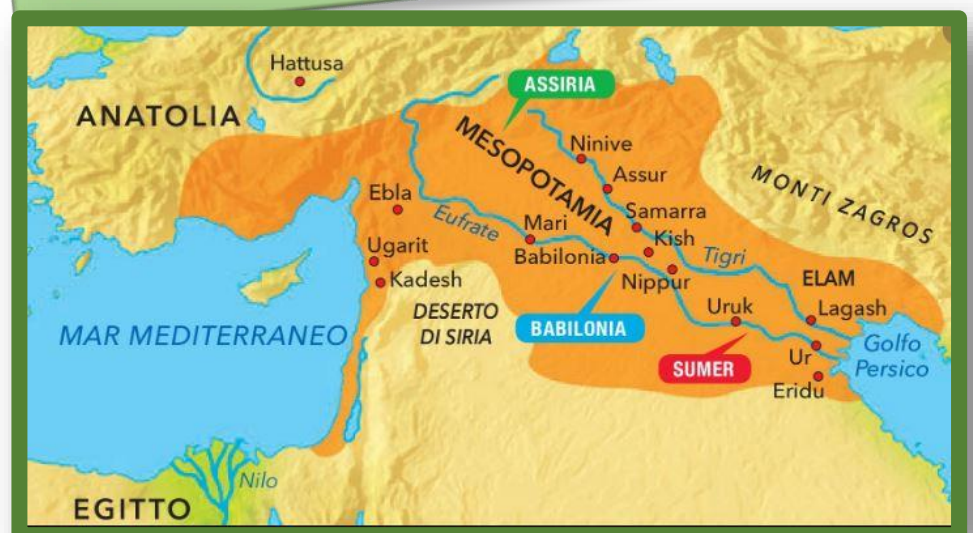 Hattusa
ASSIRIA
ANATOLIA
MESOPOTAMIA
Ninive
Assur
MONTI ZAGROS
Ebla
Samarra
Eufrate
Mari
Kish
Ugarit
Babilonia
Tigri
Kadesh
Nippur
ELAM
DESERTO
DI SIRIA
Uruk
Lagash
MAR MEDITERRANEO
BABILONIA
Golfo
Persico
SUMER
Ur
Eridu
Nilo
EGITTO